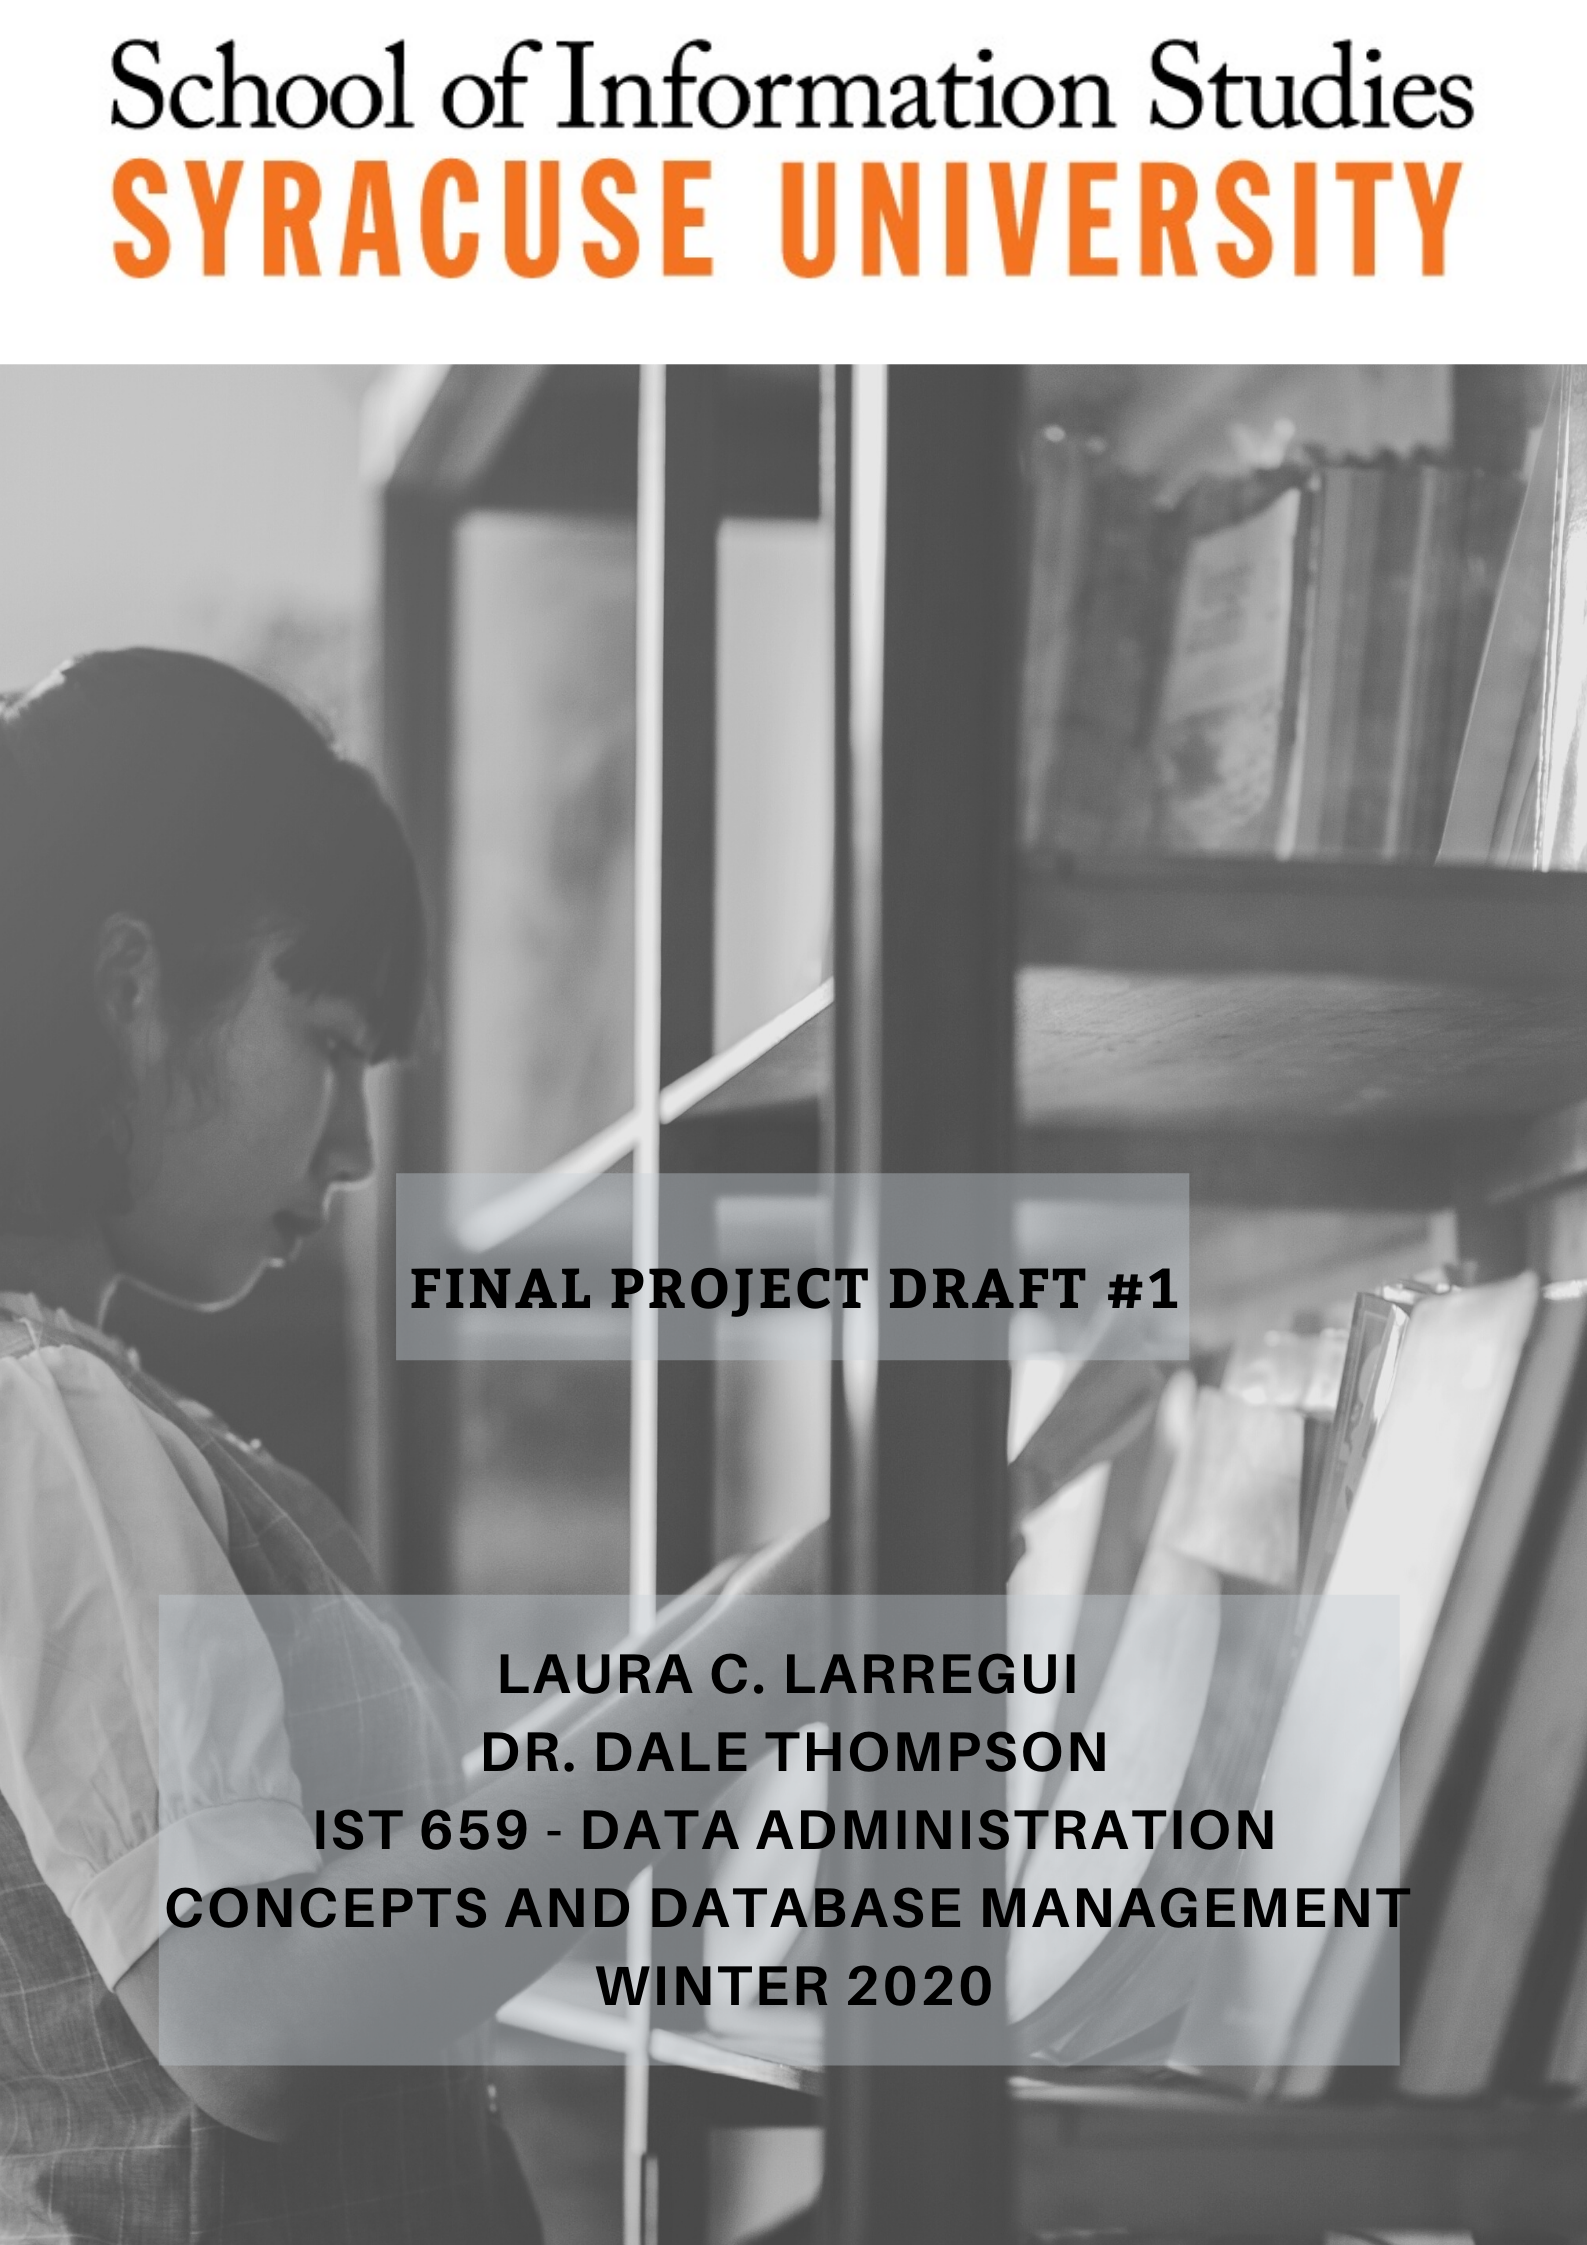 School of Information Studies
SYRACUSE UNIVERSITY
FINAL PROJECT DRAFT #1
LAURA C. LARREGUI
DR. DALE THOMPSON
IST 659 - DATA ADMINISTRATION
CONCEPTS AND DATABASE MANAGEMENT
WINTER 2020